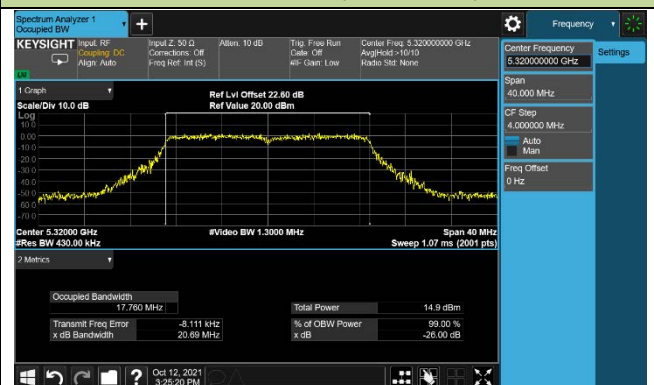 Spectrum Analyzer 1
Occupied BW
+
Frequency
KEYSIGHT
Input: RF
Coupling: DC
Align: Auto
Input Z: 50 Ω
Corrections: Off
Freq Ref: Int (S)
Atten: 10 dB
Trig: Free Run
Gate: Off
#IF Gain: Low
Center Freq: 5.320000000 GHz
Avg|Hold:>10/10
Radio Std: None
LNI
Center Frequency
5.320000000 GHz
Settings
Span
40.000 MHz
CF Step
4.000000 MHz
Auto
Man
Freq Offset
0 Hz
1 Graph
Scale/Div 10.0 dB
Ref Lvl Offset 22.60 dB
Ref Value 20.00 dBm
Log
10.0
0.00
-10.0
-20.0
-30.0
-40.0
-50.0
-60.0
-70.0
Center 5.32000 GHz
#Res BW 430.00 kHz
#Video BW 1.3000 MHz
Span 40 MHz
Sweep 1.07 ms (2001 pts)
2 Metrics
Occupied Bandwidth
17.760 MHz
Total Power
14.9 dBm
Transmit Freq Error
-8.111 kHz
% of OBW Power
99.00 %
x dB Bandwidth
20.69 MHz
x dB
-26.00 dB
?
Oct 12, 2021
3:25:20 PM